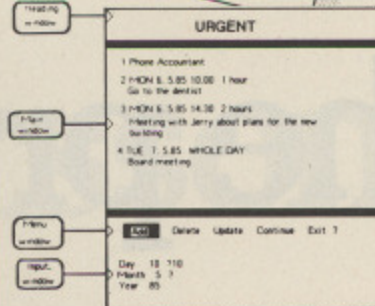 Heading
window
URGENT
1 Phone Accountant
2 MON 6. 5.85 10.00 1 hour
Go to the dentist
3 MON 6. 5.85 14.30 2 hours
Meeting with Jerry about plans for the new
building
Main
window
4 TUE 7. 5.85 WHOLE DAY
Board meeting
Menu
window
Add Delete Update Continue Exit ?
Input
window
Day 10 ?10
Month 5 ?
Year 85